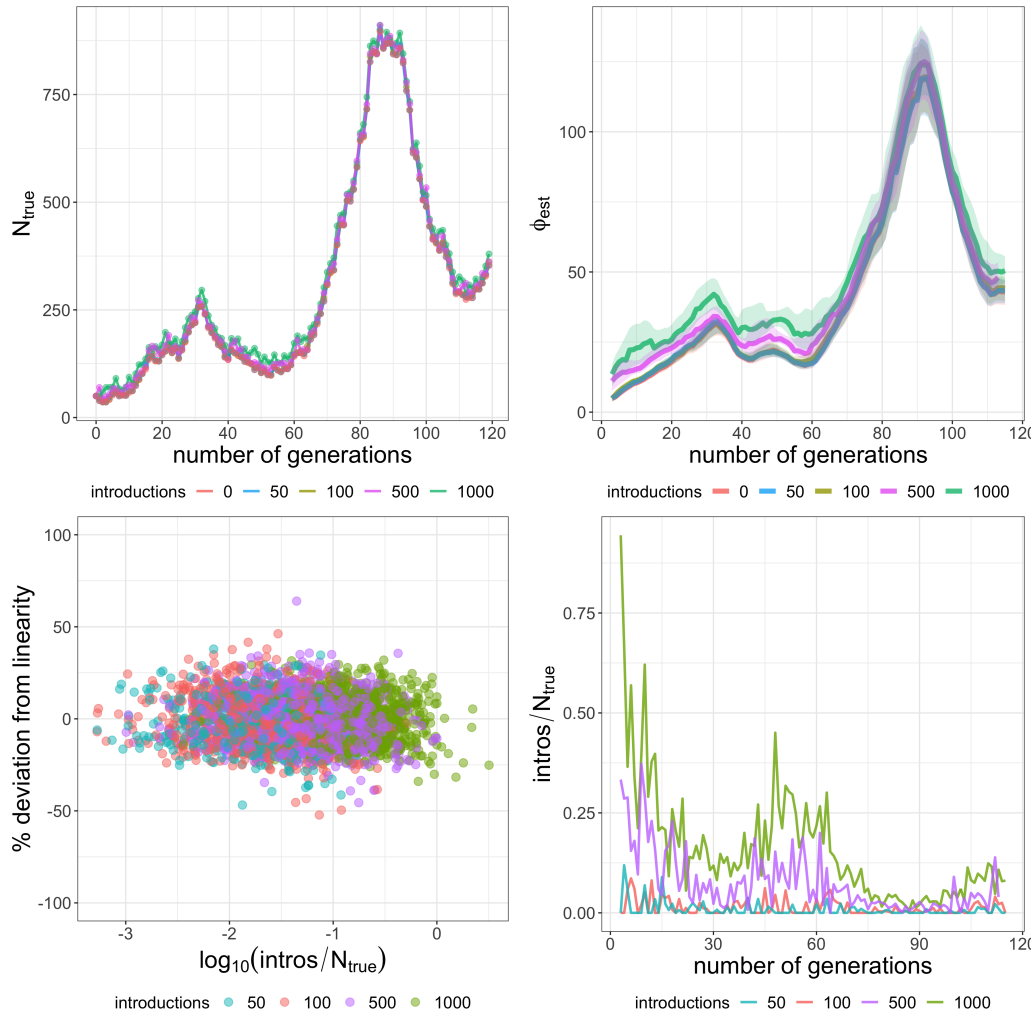 N_true
750
500
250
0
0 20 40 60 80 100 120
number of generations
introductions 0 50 100 500 1000
ϕ_est
100
50
0
0 20 40 60 80 100 120
number of generations
introductions 0 50 100 500 1000
% deviation from linearity
100
50
0
-50
-100
-3 -2 -1 0
log₁₀(intros/N_true)
introductions 50 100 500 1000
intros/N_true
0.75
0.50
0.25
0.00
0 30 60 90 120
number of generations
introductions 50 100 500 1000